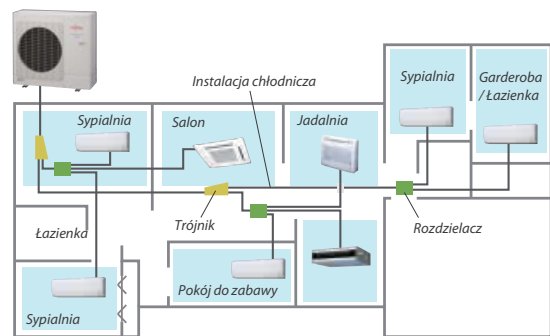 Instalacja chłodnicza
Sypialnia
Garderoba
/ Łazienka
Sypialnia
Salon
Jadalnia
Trójnik
Rozdzielacz
Łazienka
Sypialnia
Pokój do zabawy